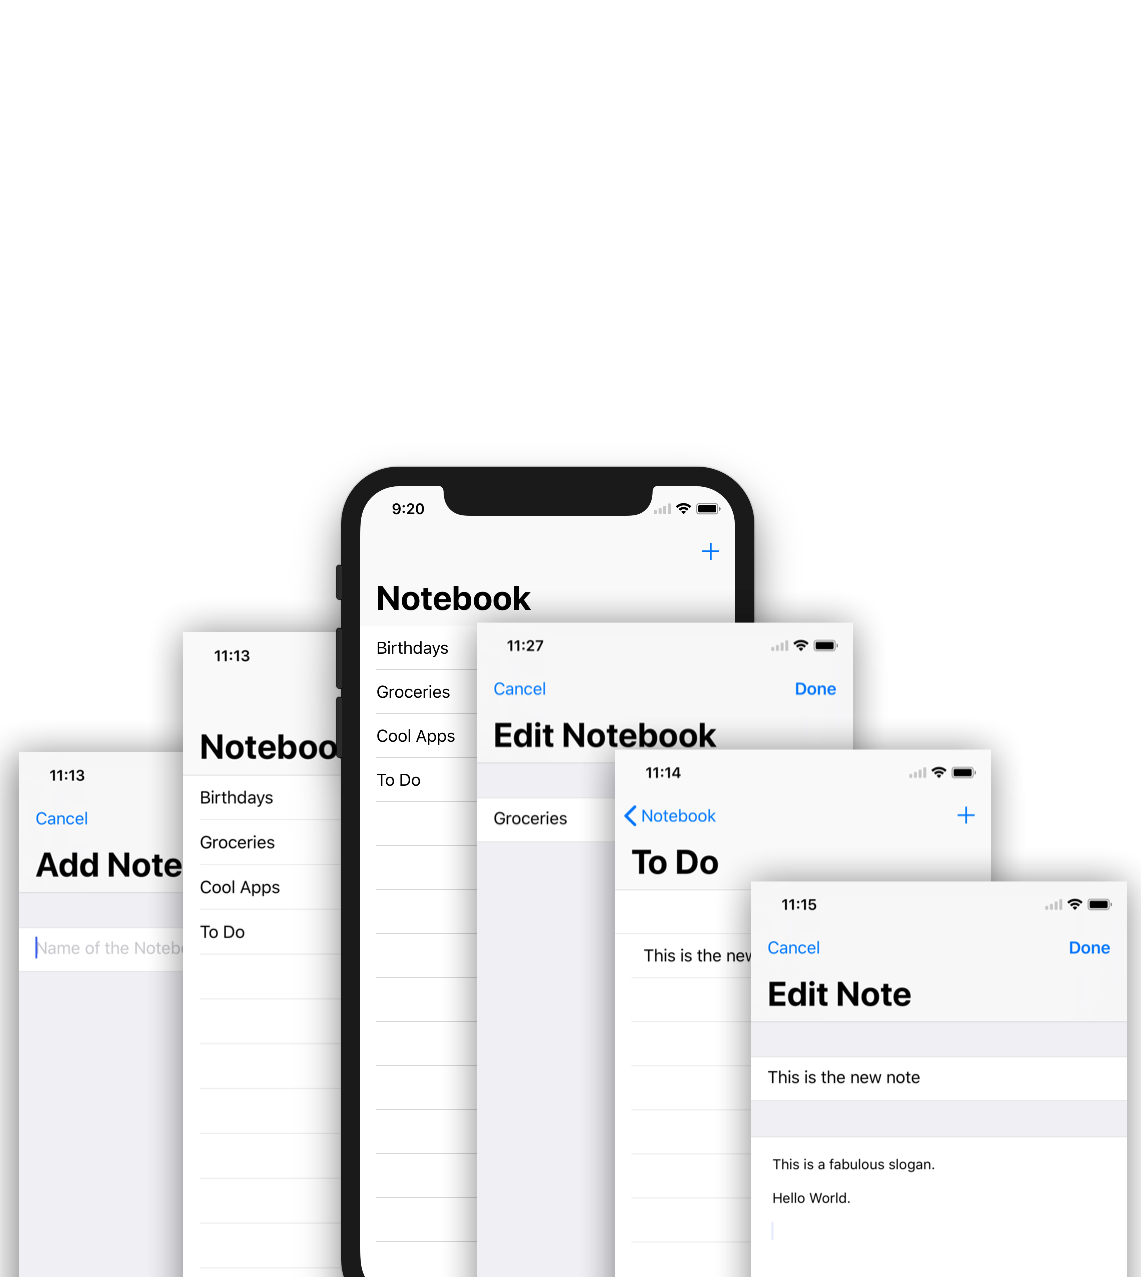 9:20
Notebook
Birthdays
Groceries
Cool Apps
To Do
11:13
Cancel
Add Note
Name of the
11:13
Birthdays
Groceries
Cool Apps
To Do
11:27
Cancel
Done
Edit Notebook
Groceries
11:14
Notebook
To Do
This is the
11:15
Cancel
Done
Edit Note
This is the new note
This is a fabulous slogan.
Hello World.